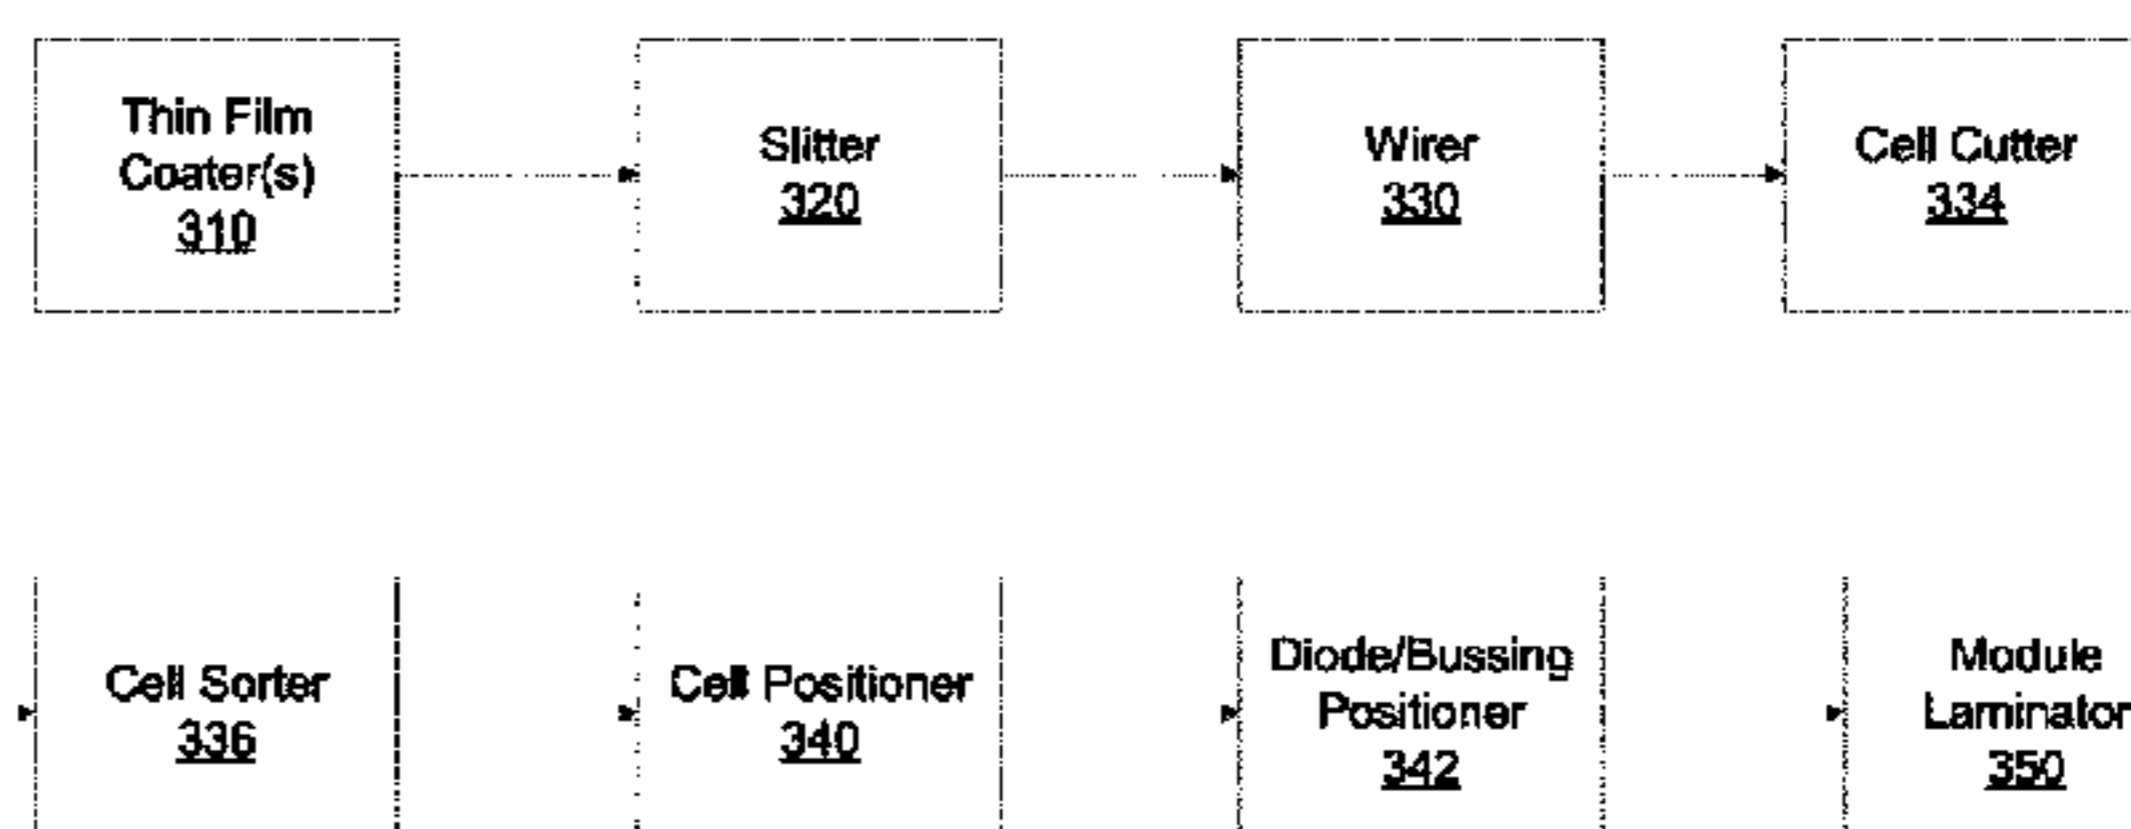 Thin Film
Coater(s)
310
Slitter
320
Wirer
330
Cell Cutter
334
Cell Sorter
336
Cell Positioner
340
Diode/Bussing
Positioner
342
Module
Laminator
350